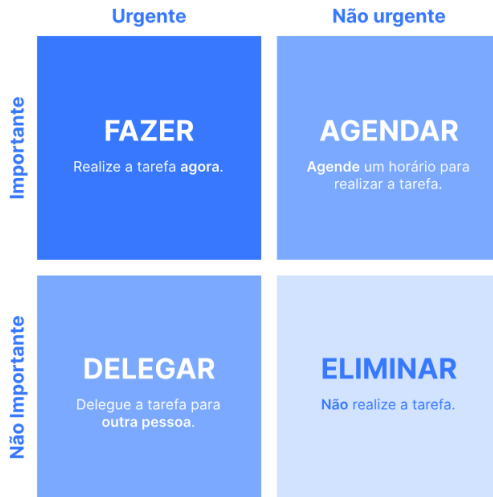 Urgente
Não urgente
Importante
FAZER
Realize a tarefa agora.
AGENDAR
Agende um horário para
realizar a tarefa.
Não Importante
DELEGAR
Delegue a tarefa para
outra pessoa.
ELIMINAR
Não realize a tarefa.